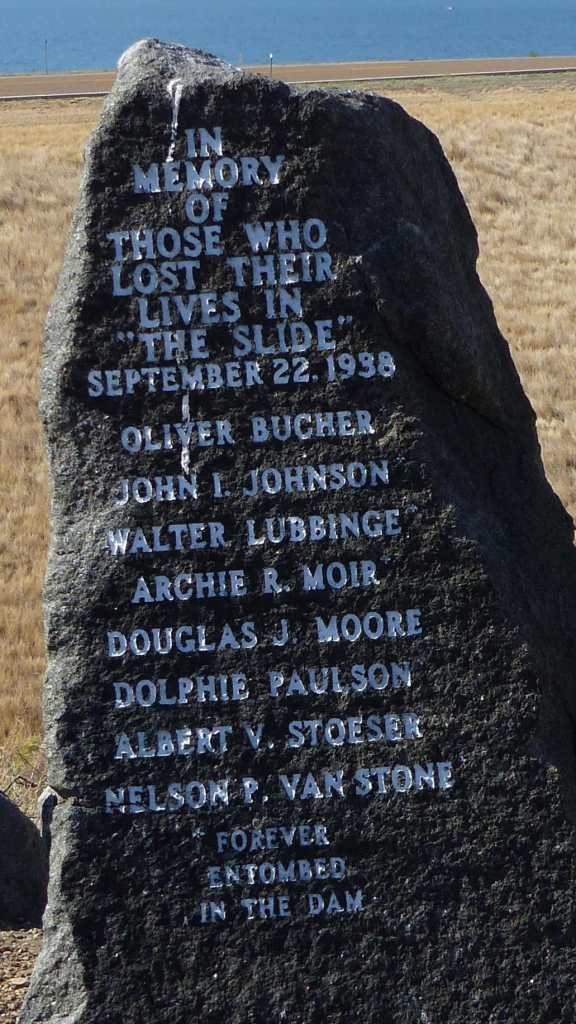 IN
MEMORY
OF
THOSE WHO
LOST THEIR
LIVES IN
"THE SLIDE"
SEPTEMBER 22, 1938
OLIVER BUCHER
JOHN I. JOHNSON
WALTER LUBBINGE
ARCHIE R. MOIR
DOUGLAS J. MOORE
DOLPHIE PAULSON
ALBERT V. STOESER
NELSON P. VAN STONE
FOREVER
ENTOMBED
IN THE DAM